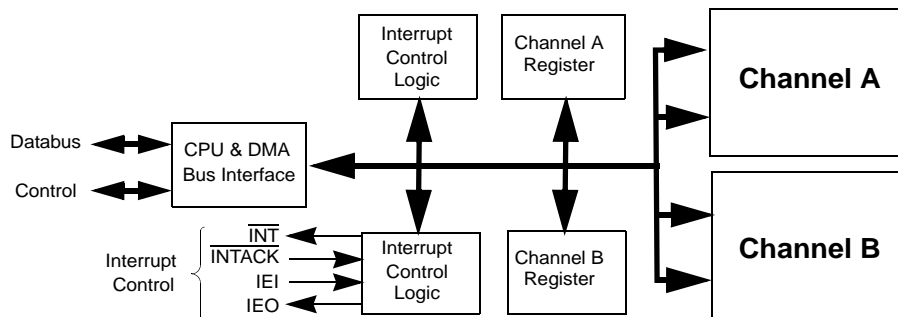 Interrupt
Control
Logic
Channel A
Register
Channel A
Databus
Control
CPU & DMA
Bus Interface
Interrupt
Control
INT
INTACK
IEI
IEO
Interrupt
Control
Logic
Channel B
Register
Channel B